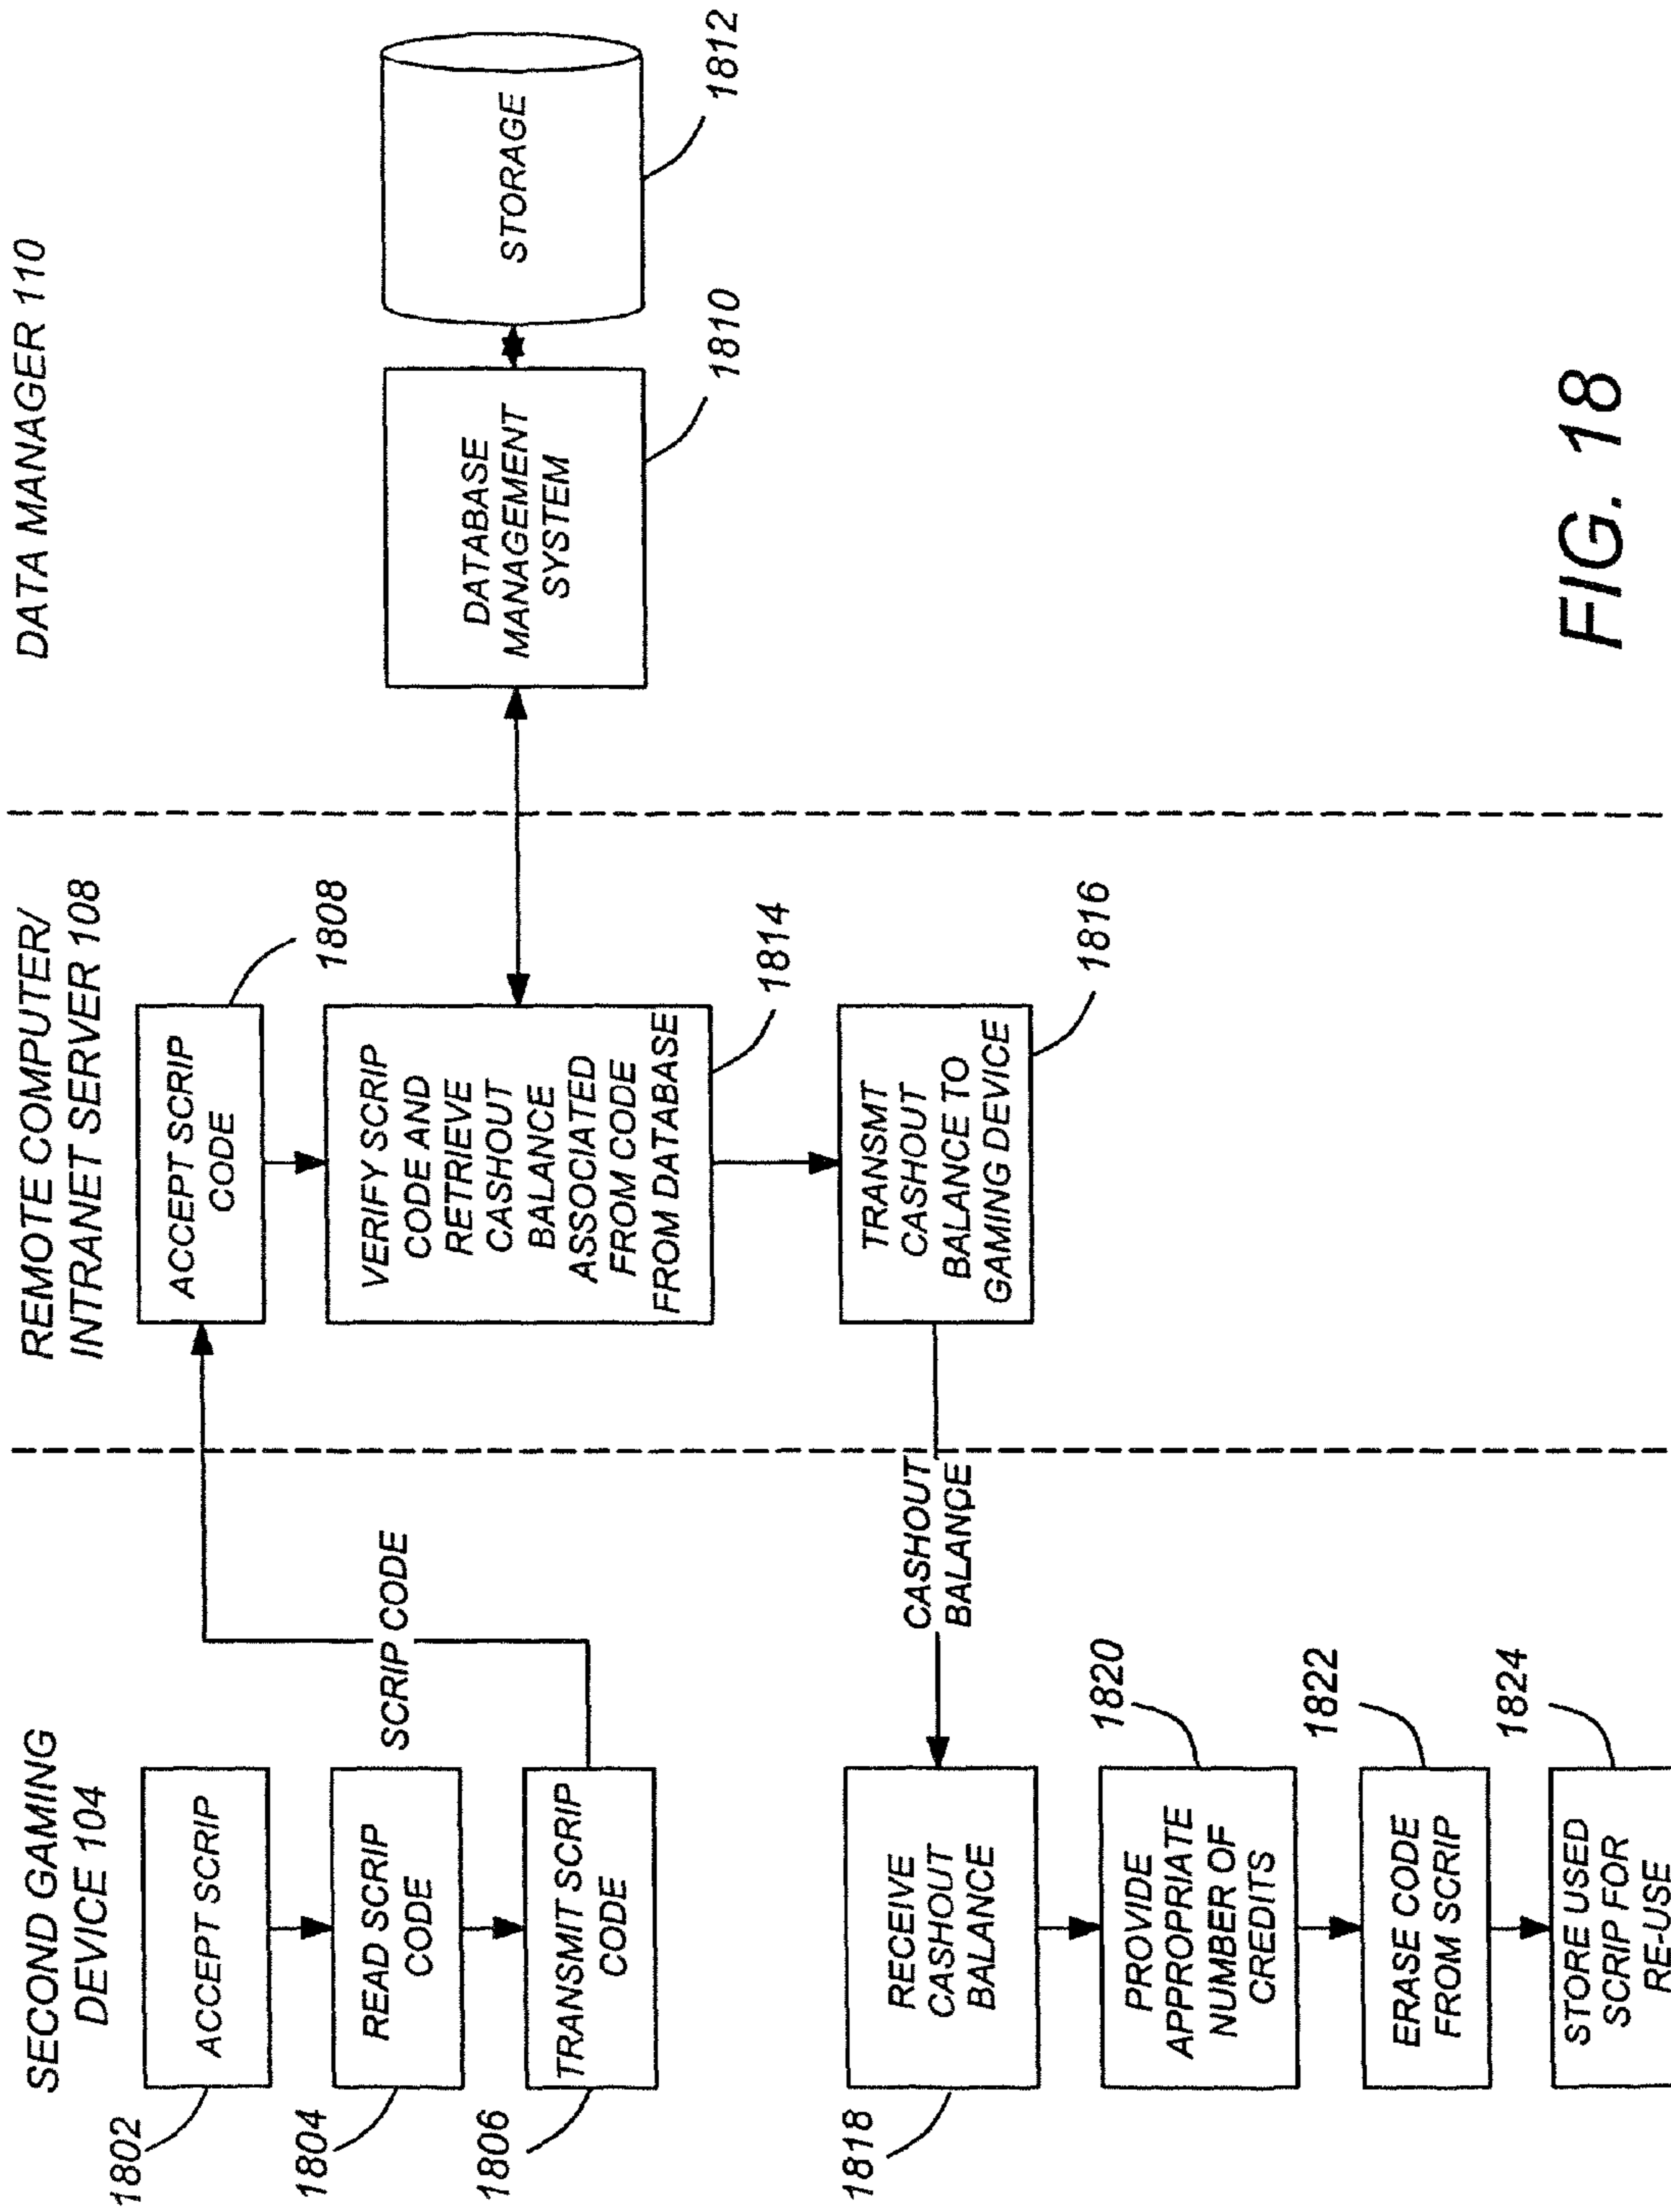 SECOND GAMING
DEVICE 104
1802
ACCEPT SCRIP
1804
READ SCRIP
CODE
1806
TRANSMIT SCRIP
CODE
SCRIP CODE
1818
RECEIVE
CASHOUT
BALANCE
CASHOUT
BALANCE
1820
PROVIDE
APPROPRIATE
NUMBER OF
CREDITS
1822
ERASE CODE
FROM SCRIP
1824
STORE USED
SCRIP FOR
RE-USE
REMOTE COMPUTER/
INTRANET SERVER 108
1808
ACCEPT SCRIP
CODE
VERIFY SCRIP
CODE AND
RETRIEVE
CASHOUT
BALANCE
ASSOCIATED
FROM CODE
FROM DATABASE
1814
TRANSMT
CASHOUT
BALANCE TO
GAMING DEVICE
1816
DATA MANAGER 110
DATABASE
MANAGEMENT
SYSTEM
1810
STORAGE
1812
FIG. 18